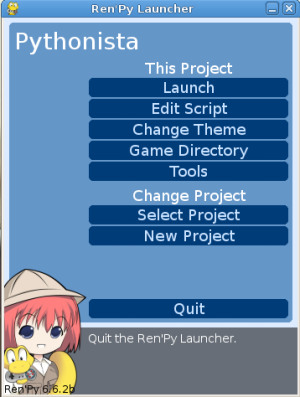 Ren'Py Launcher
Pythonista
This Project
Launch
Edit Script
Change Theme
Game Directory
Tools
Change Project
Select Project
New Project
Quit
Quit the Ren'Py Launcher.
Ren'Py 6.6.2b